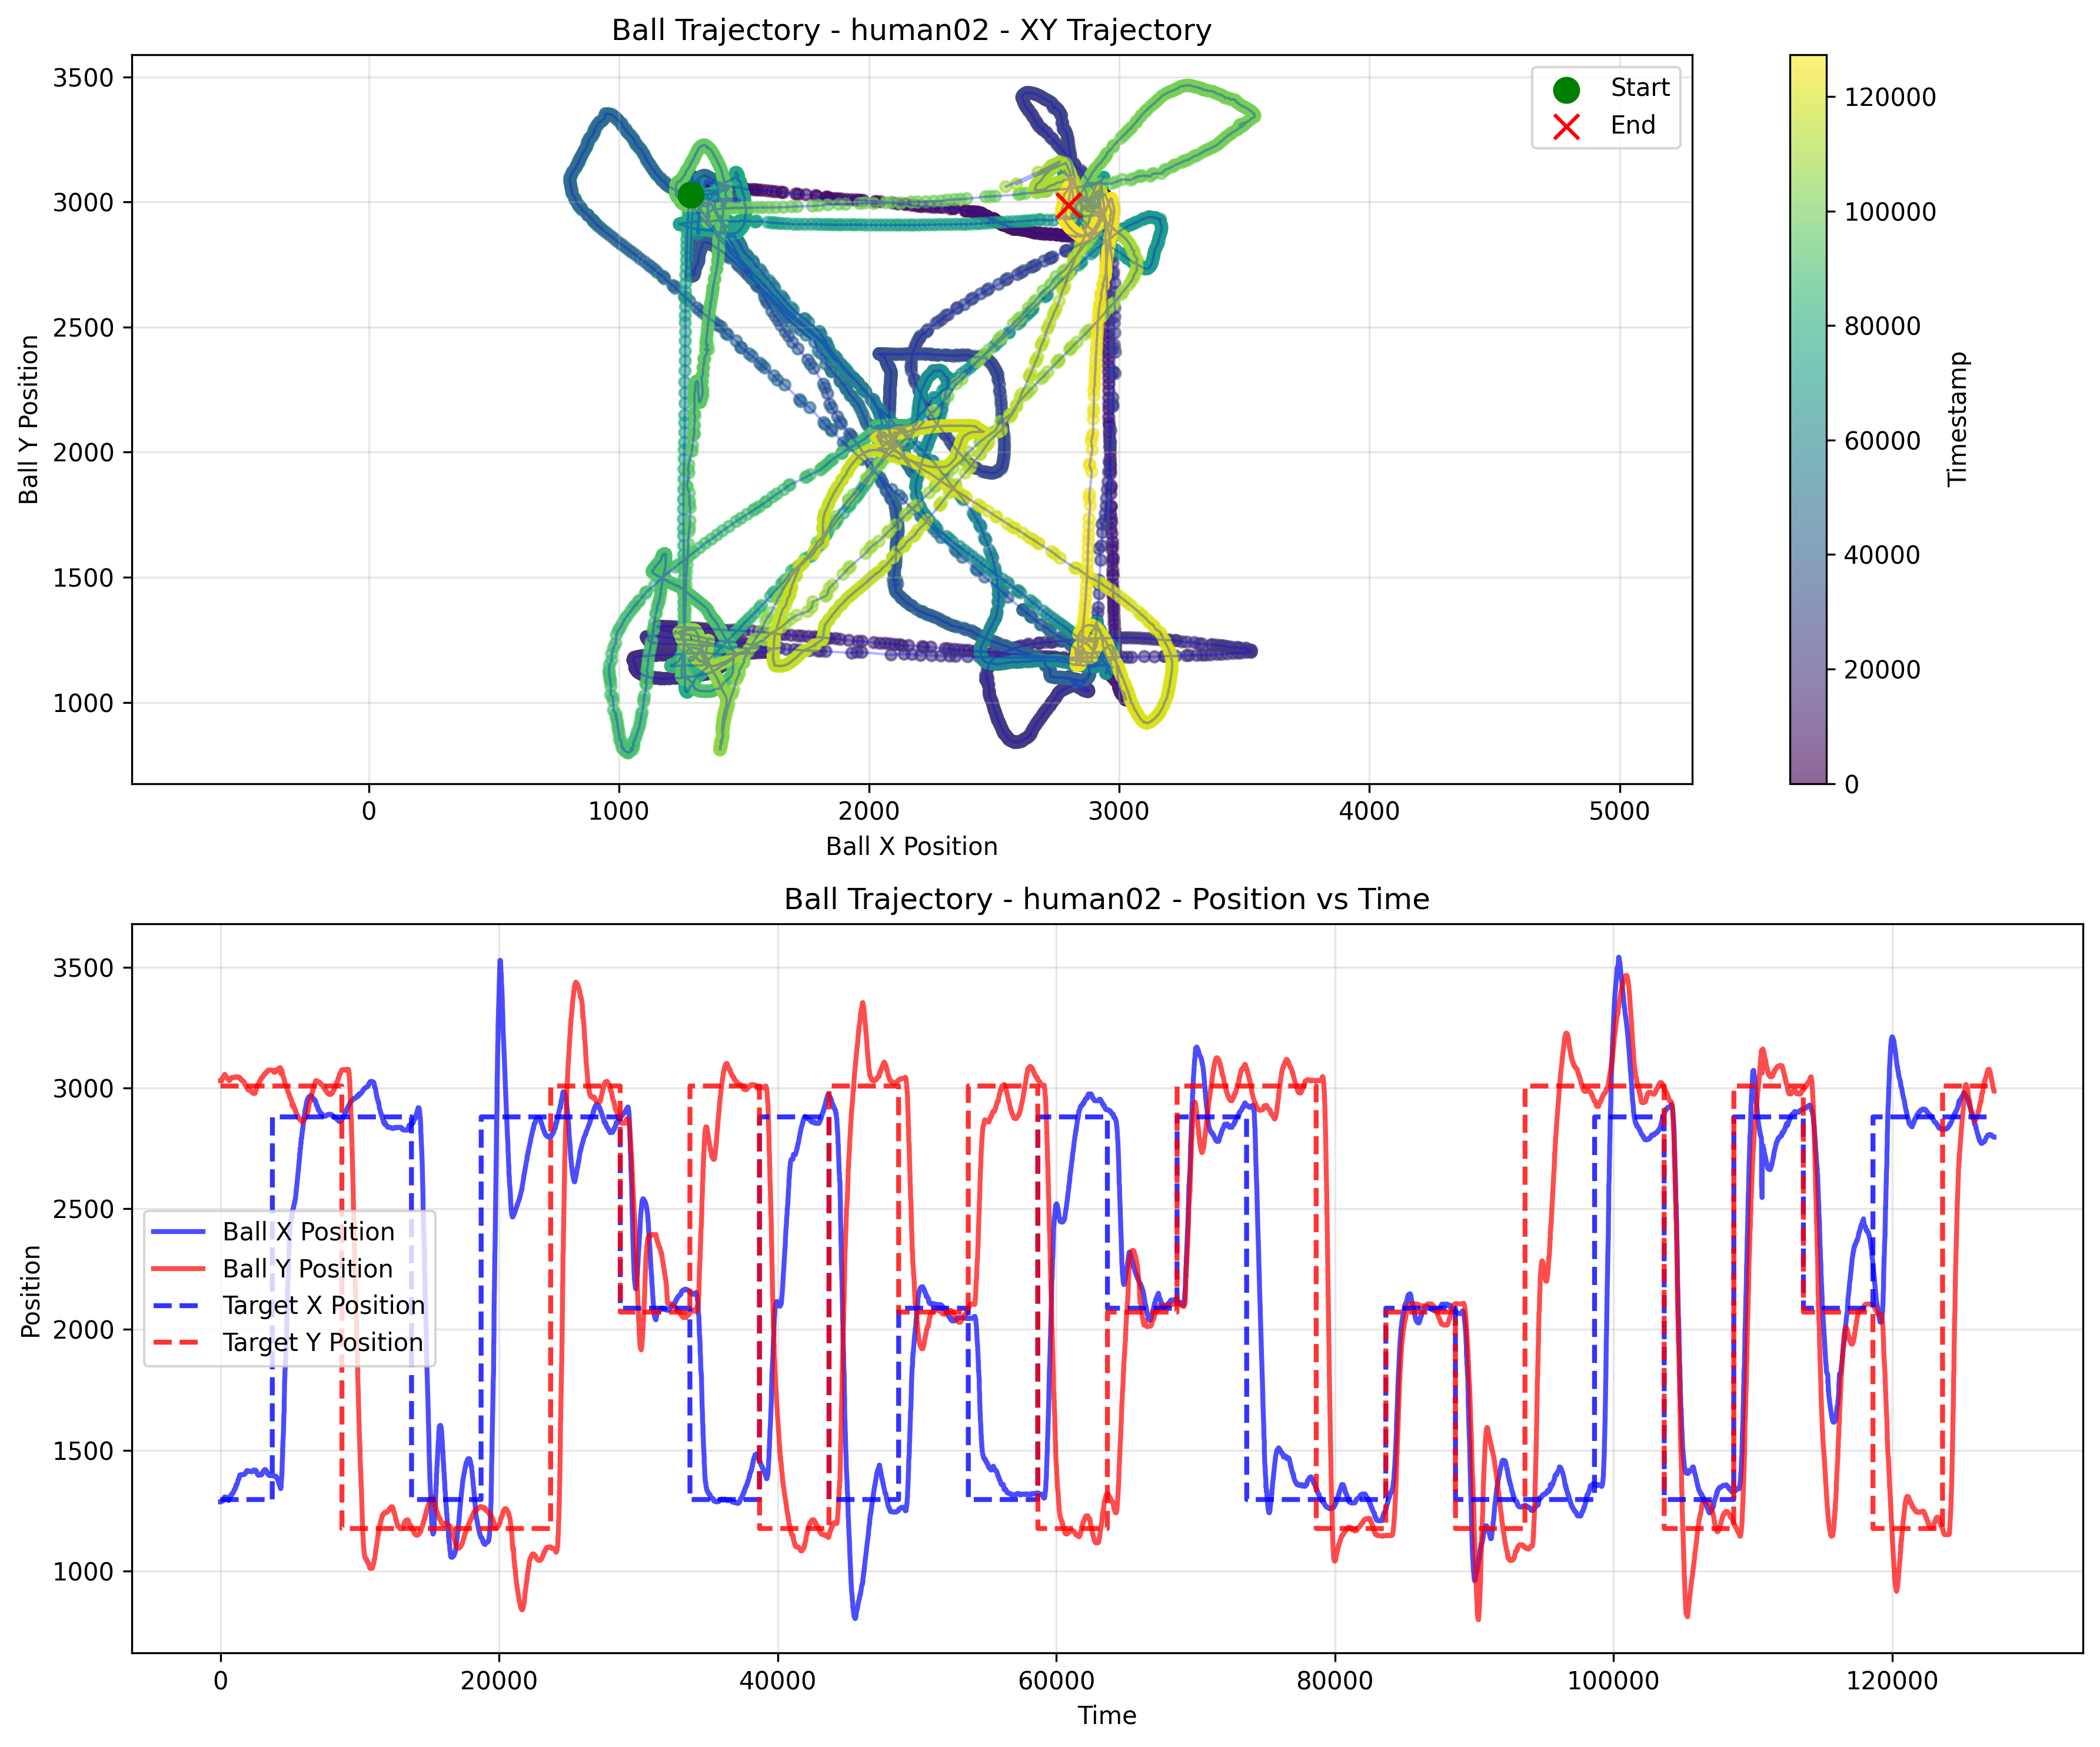 Ball Trajectory - human02 - XY Trajectory
3500
3000
2500
2000
1500
1000
Ball Y Position
0
1000
2000
3000
4000
5000
Ball X Position
Start
End
120000
100000
80000
60000
40000
20000
0
Timestamp
Ball Trajectory - human02 - Position vs Time
3500
3000
2500
2000
1500
1000
Position
Ball X Position
Ball Y Position
Target X Position
Target Y Position
0
20000
40000
60000
80000
100000
120000
Time